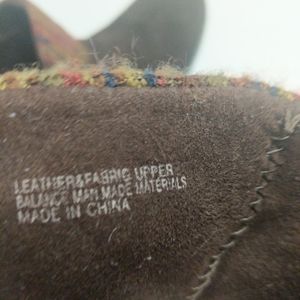 LEATHER&FABRIC UPPER
BALANCE MAN MADE MATERIALS
MADE IN CHINA